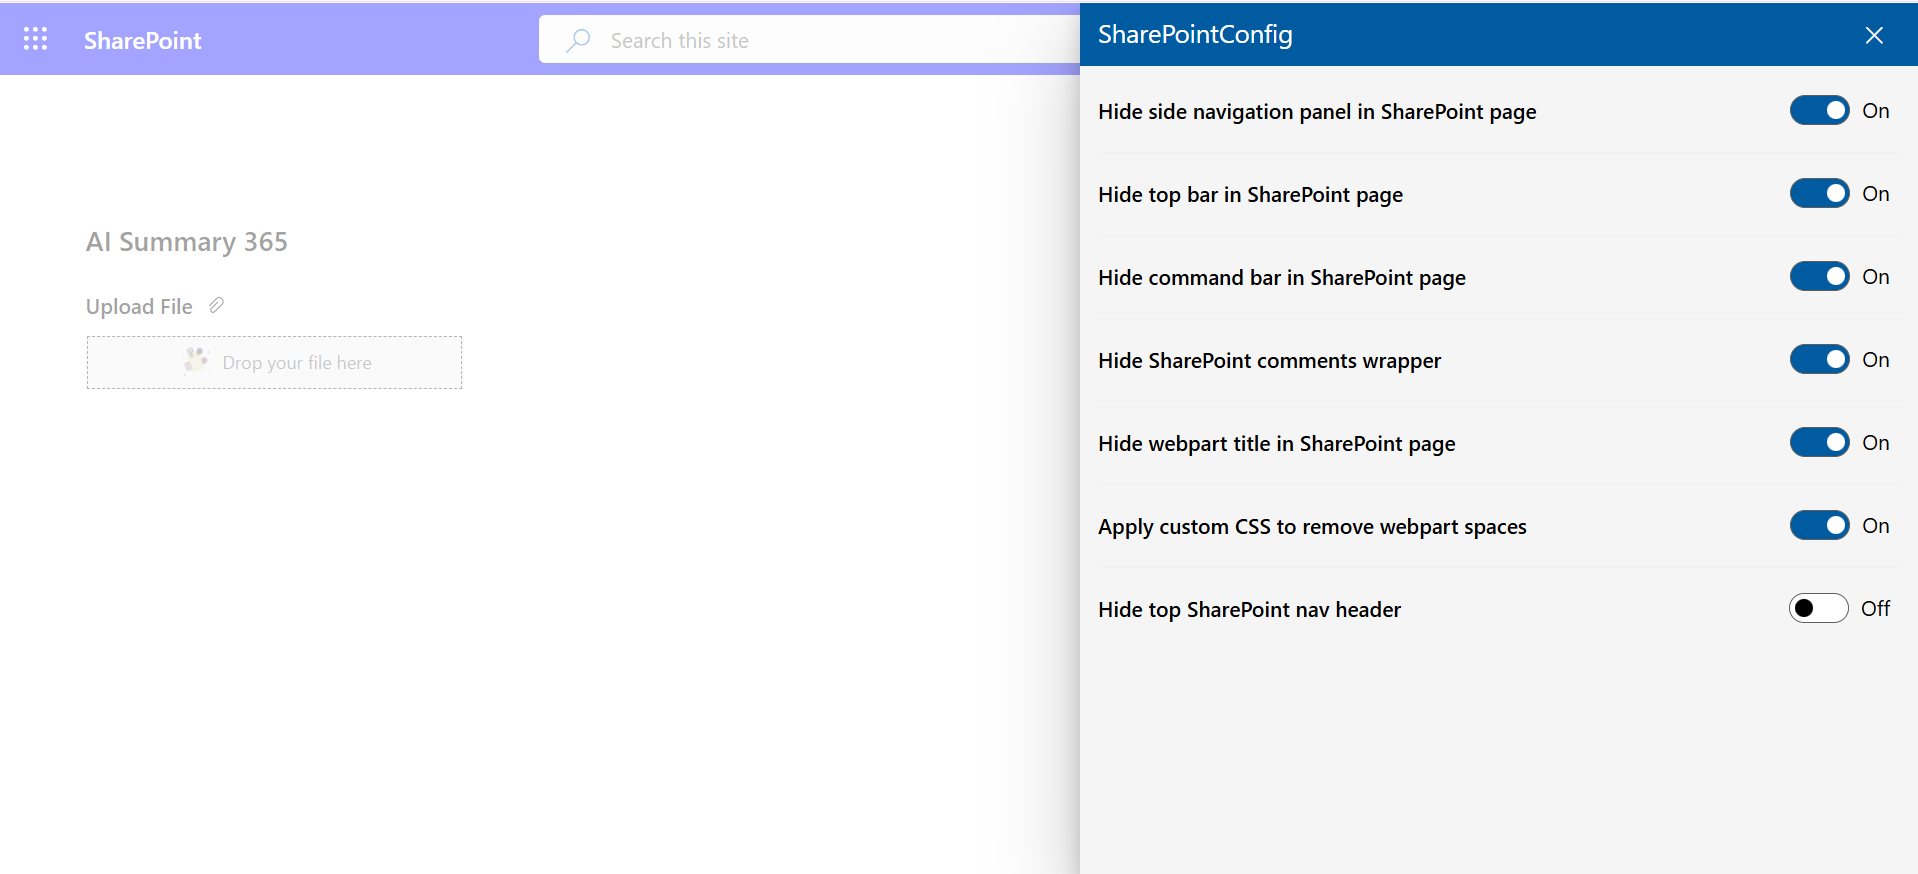 SharePoint
Search this site
AI Summary 365
Upload File
Drop your file here
SharePointConfig
Hide side navigation panel in SharePoint page On
Hide top bar in SharePoint page On
Hide command bar in SharePoint page On
Hide SharePoint comments wrapper On
Hide webpart title in SharePoint page On
Apply custom CSS to remove webpart spaces On
Hide top SharePoint nav header Off